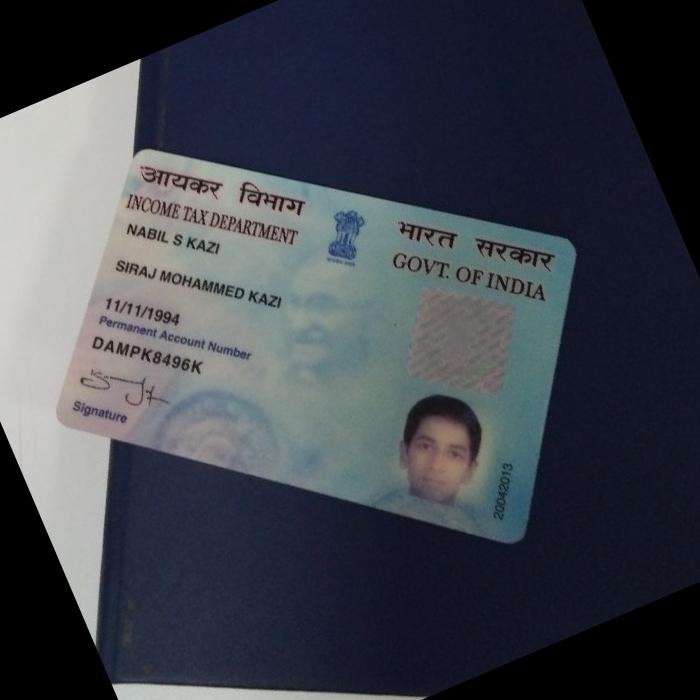 आयकर विभाग
INCOME TAX DEPARTMENT
भारत सरकार
GOVT. OF INDIA
NABIL S KAZI
SIRAJ MOHAMMED KAZI
11/11/1994
Permanent Account Number
DAMPK8496K
Signature
20042013